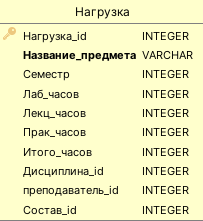 Нагрузка
Нагрузка_id INTEGER
Название_предмета VARCHAR
Семестр INTEGER
Лаб_часов INTEGER
Лекц_часов INTEGER
Прак_часов INTEGER
Итого_часов INTEGER
Дисциплина_id INTEGER
преподаватель_id INTEGER
Состав_id INTEGER